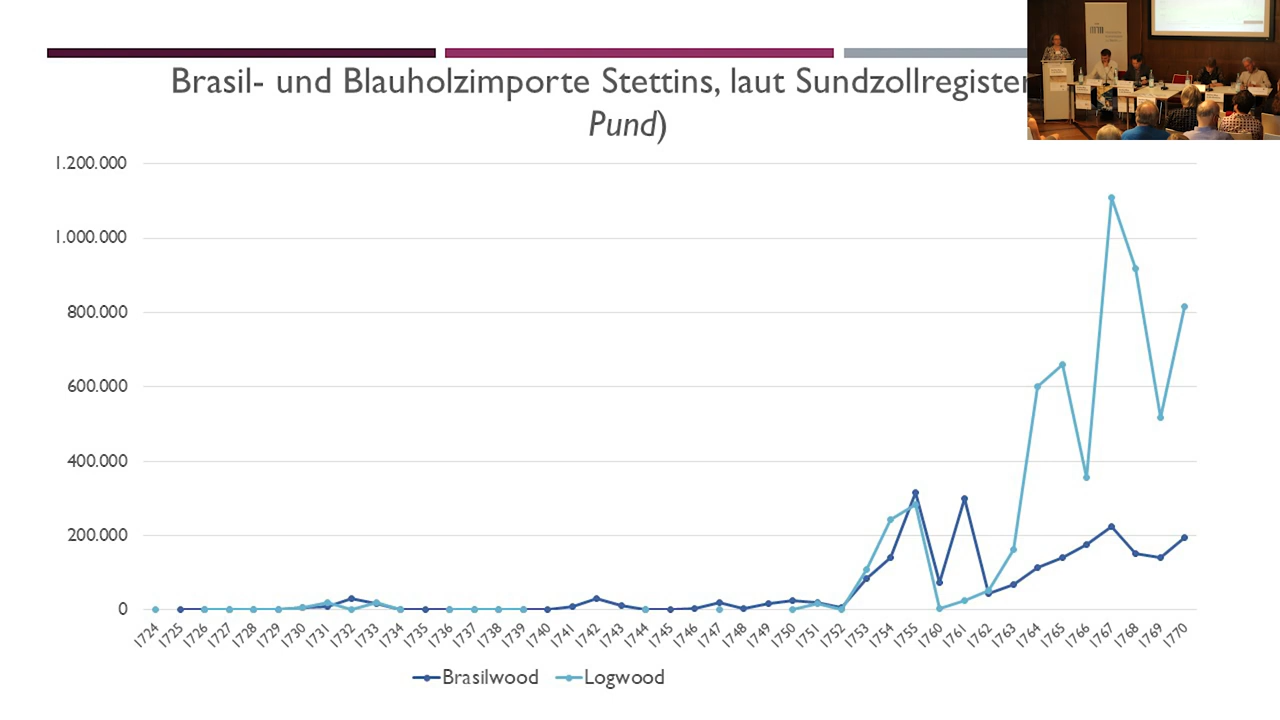 Brasil- und Blauholzimporte Stettins, laut Sundzollregister
Pund)
1.200.000
1.000.000
800.000
600.000
400.000
200.000
0
1724 1725 1726 1727 1728 1729 1730 1731 1732 1733 1734 1735 1736 1737 1738 1739 1740 1741 1742 1743 1744 1745 1746 1747 1748 1749 1750 1751 1752 1753 1754 1755 1760 1761 1762 1763 1764 1765 1766 1767 1768 1769 1770
Brasilwood Logwood